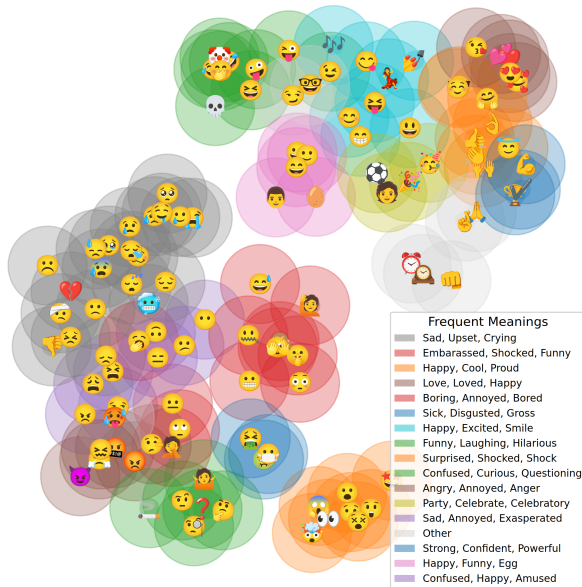 Frequent Meanings
Sad, Upset, Crying
Embarassed, Shocked, Funny
Happy, Cool, Proud
Love, Loved, Happy
Boring, Annoyed, Bored
Sick, Disgusted, Gross
Happy, Excited, Smile
Funny, Laughing, Hilarious
Surprised, Shocked, Shock
Confused, Curious, Questioning
Angry, Annoyed, Anger
Party, Celebrate, Celebratory
Sad, Annoyed, Exasperated
Other
Strong, Confident, Powerful
Happy, Funny, Egg
Confused, Happy, Amused